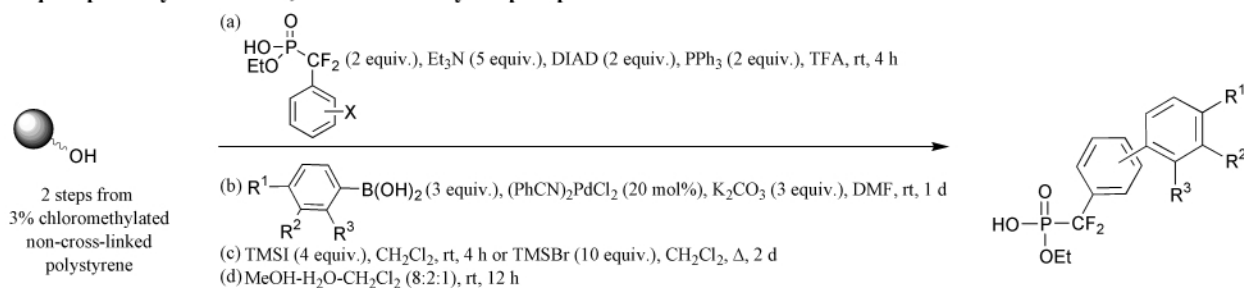 (a)
O
HO P
EtO CF₂ (2 equiv.), Et₃N (5 equiv.), DIAD (2 equiv.), PPh₃ (2 equiv.), TFA, rt, 4 h
X
OH
2 steps from
3% chloromethylated
non-cross-linked
polystyrene
(b) R¹ B(OH)₂ (3 equiv.), (PhCN)₂PdCl₂ (20 mol%), K₂CO₃ (3 equiv.), DMF, rt, 1 d
R² R³
(c) TMSI (4 equiv.), CH₂Cl₂, rt, 4 h or TMSBr (10 equiv.), CH₂Cl₂, Δ, 2 d
(d) MeOH-H₂O-CH₂Cl₂ (8:2:1), rt, 12 h
R¹
R²
R³
O
HO P CF₂
OEt